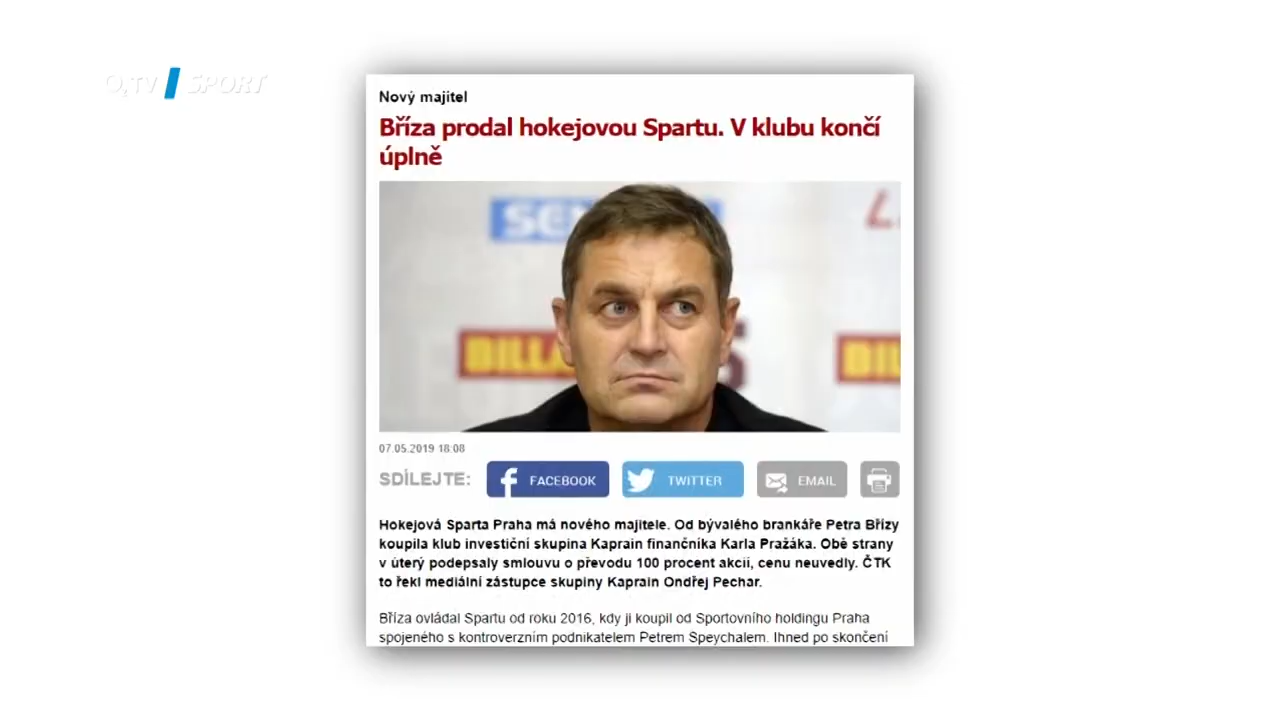 O2 TV SPORT
Nový majitel
Bříza prodal hokejovou Spartu. V klubu končí
úplně
SEN
BILLA
BIL
07.05.2019 18:08
SDÍLEJTE: FACEBOOK TWITTER EMAIL
Hokejová Sparta Praha má nového majitele. Od bývalého brankáře Petra Břízy
koupila klub investiční skupina Kaprain finančníka Karla Pražáka. Obě strany
v úterý podepsaly smlouvu o převodu 100 procent akcií, cenu neuvedly. ČTK
to řekl mediální zástupce skupiny Kaprain Ondřej Pechar.
Bříza ovládal Spartu od roku 2016, kdy ji koupil od Sportovního holdingu Praha
spojeného s kontroverzním podnikatelem Petrem Speychalem. Ihned po skončení